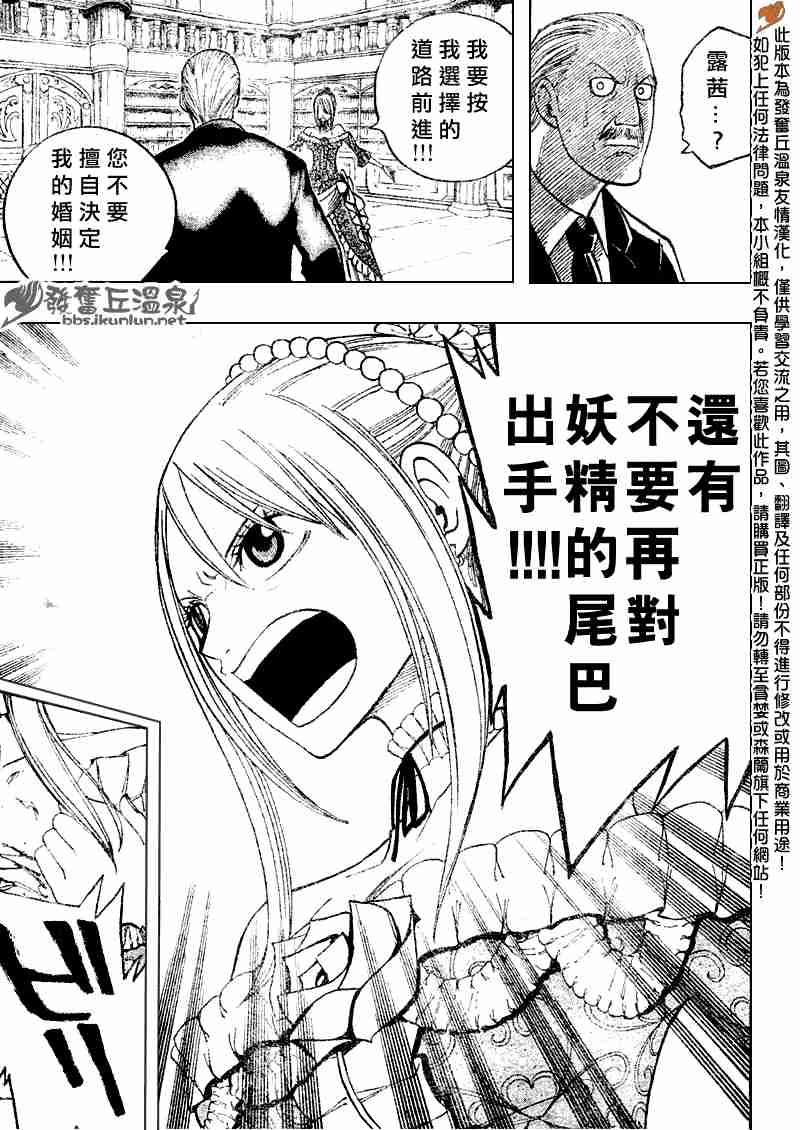 露茜…?
我要按
我選擇的
道路前進
!!!
您不要
擅自決定
我的婚姻
!!!
還有
不要再對
妖精的尾巴
出手!!!!
ビ
發奮丘溫泉
bbs.ikunlun.net
此版本為發奮丘溫泉友情漢化，僅供學習交流之用，其圖、翻譯及任何部份不得進行修改或用於商業用途！
如犯上任何法律問題，本小組概不負責。若您喜歡此作品，請購買正版！請勿轉至貪婪或森蘭旗下任何網站！